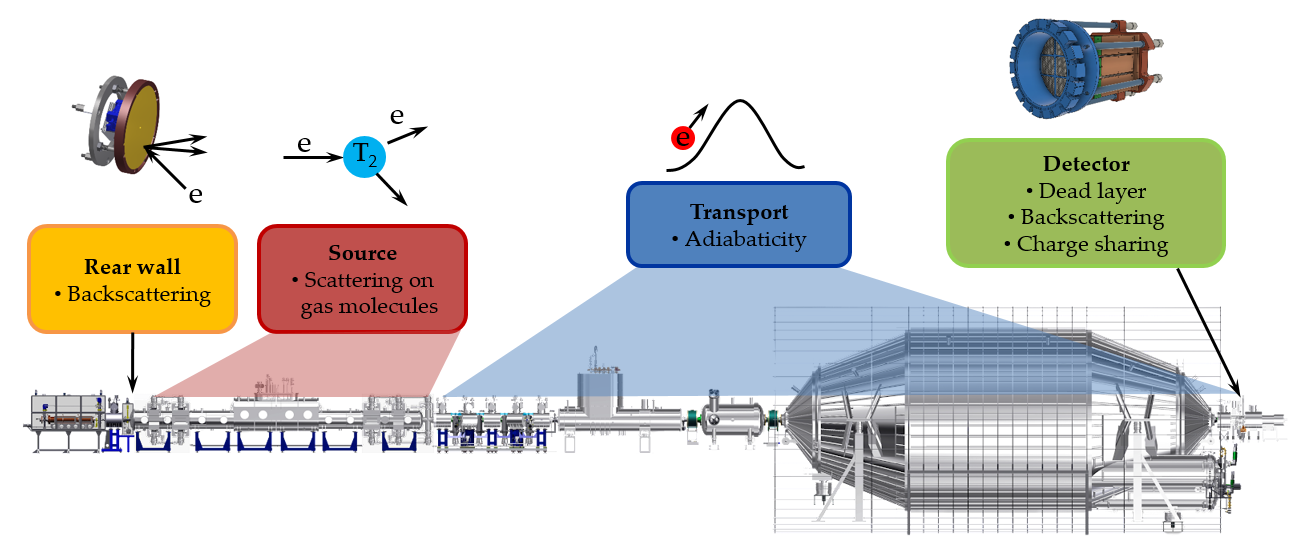 e
T₂
e
e
e
Rear wall
• Backscattering
Source
• Scattering on
gas molecules
Transport
• Adiabaticity
Detector
• Dead layer
• Backscattering
• Charge sharing